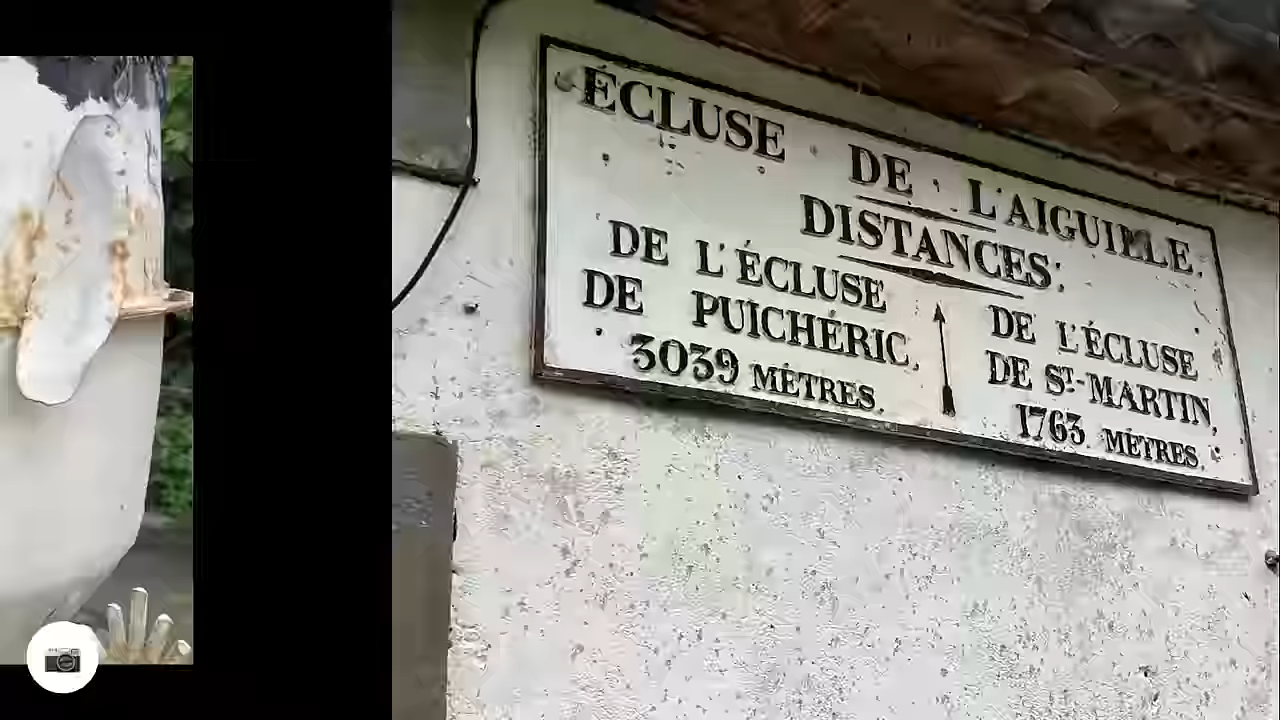 ÉCLUSE DE L'AIGUILLE.
DISTANCES:
DE L'ÉCLUSE
DE PUICHÉRIC,
3039 MÈTRES.
DE L'ÉCLUSE
DE ST-MARTIN,
1763 MÈTRES.